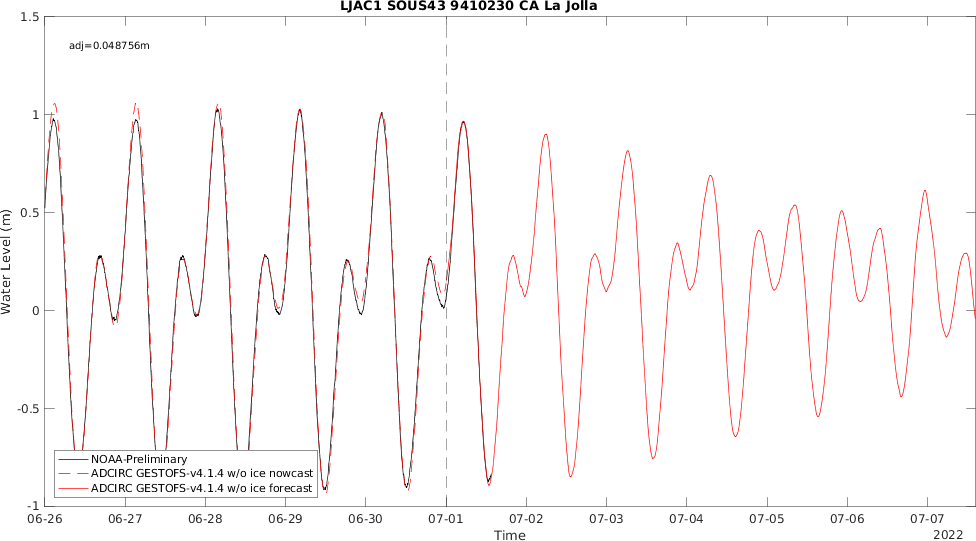 LJAC1 SOUS43 9410230 CA La Jolla
adj=0.048756m
1.5
1
0.5
0
-0.5
-1
Water Level (m)
NOAA-Preliminary
ADCIRC GESTOFS-v4.1.4 w/o ice nowcast
ADCIRC GESTOFS-v4.1.4 w/o ice forecast
06-26 06-27 06-28 06-29 06-30 07-01 07-02 07-03 07-04 07-05 07-06 07-07
Time
2022